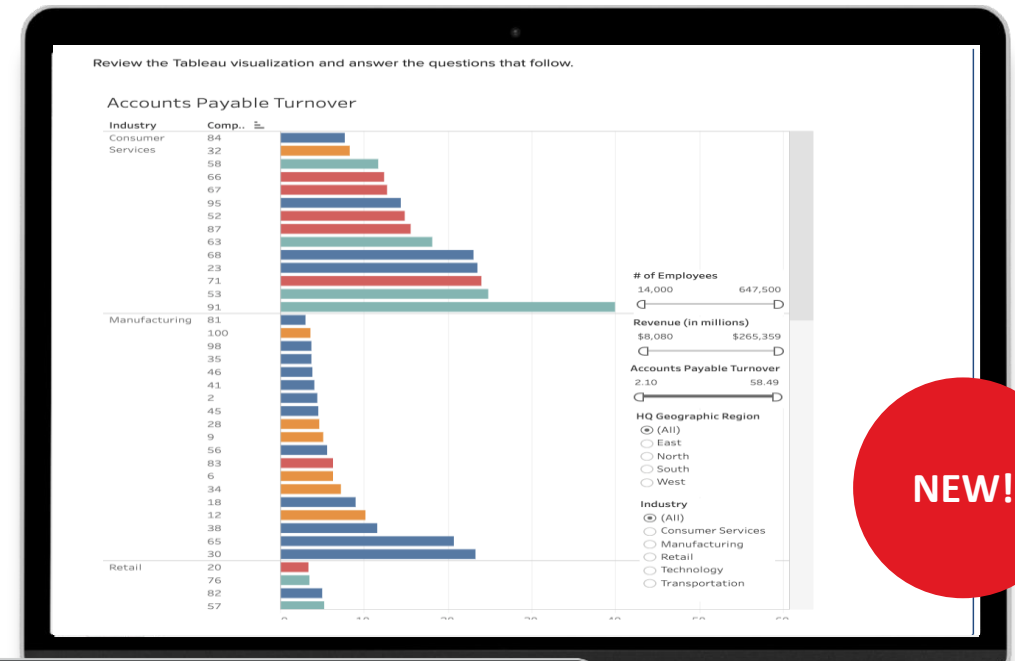 Review the Tableau visualization and answer the questions that follow.
Accounts Payable Turnover
Industry Comp..
Consumer Services
84
32
58
66
67
95
52
87
63
68
23
71
53
91
Manufacturing
81
100
98
35
46
41
2
45
28
9
56
83
6
34
18
12
38
65
30
Retail
20
76
82
57
# of Employees
14,000 647,500
Revenue (in millions)
$8,080 $265,359
Accounts Payable Turnover
2.10 58.49
HQ Geographic Region
(All)
East
North
South
West
Industry
(All)
Consumer Services
Manufacturing
Retail
Technology
Transportation
NEW!